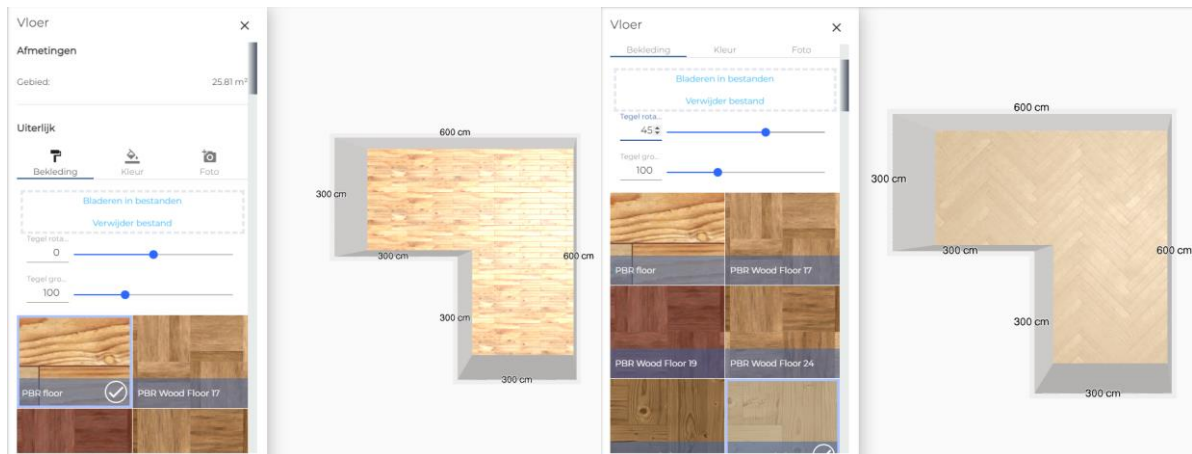 Vloer
Afmetingen
Gebied: 25.81 m²
Uiterlijk
Bekleding Kleur Foto
Bladeren in bestanden
Verwijder bestand
Tegel rota...
0
Tegel gro...
100
PBR floor PBR Wood Floor 17
600 cm
300 cm
300 cm 600 cm
300 cm
300 cm
Vloer
Bekleding Kleur Foto
Bladeren in bestanden
Verwijder bestand
Tegel rota...
45
Tegel gro...
100
PBR floor PBR Wood Floor 17
PBR Wood Floor 19 PBR Wood Floor 24
600 cm
300 cm
300 cm 600 cm
300 cm
300 cm